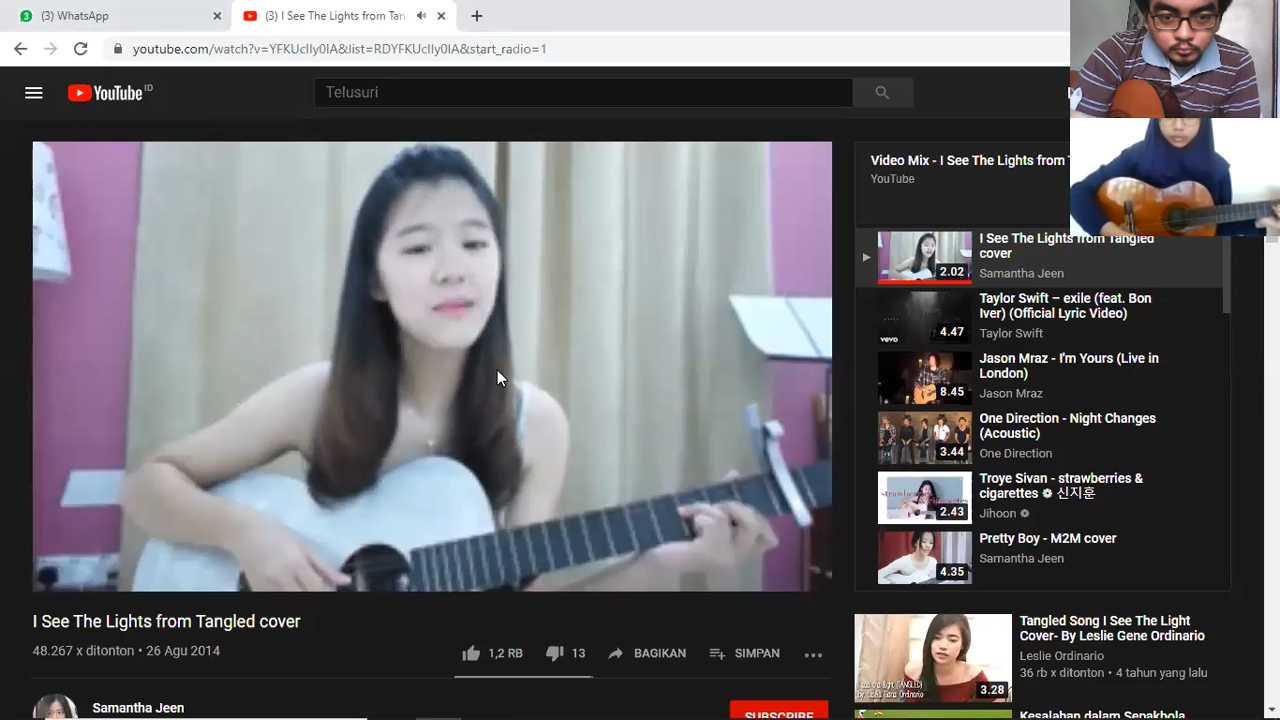 (3) WhatsApp
(3) I See The Lights from Tan
youtube.com/watch?v=YFKUclIy0IA&list=RDYFKUclIy0IA&start_radio=1
YouTube ID
Telusuri
Video Mix - I See The Lights from
YouTube
I See The Lights from Tangled
cover
Samantha Jeen
2.02
Taylor Swift – exile (feat. Bon
Iver) (Official Lyric Video)
Taylor Swift
vevo
4.47
Jason Mraz - I'm Yours (Live in
London)
Jason Mraz
8.45
One Direction - Night Changes
(Acoustic)
One Direction
3.44
Troye Sivan - strawberries &
cigarettes ❁ 신지훈
Jihoon
2.43
Pretty Boy - M2M cover
Samantha Jeen
4.35
I See The Lights from Tangled cover
48.267 x ditonton • 26 Agu 2014
1,2 RB
13
BAGIKAN
SIMPAN
Samantha Jeen
SUBSCRIBE
Tangled Song I See The Light
Cover- By Leslie Gene Ordinario
Leslie Ordinario
36 rb x ditonton • 4 tahun yang lalu
3.28
Kesalahan dalam Sepakbola